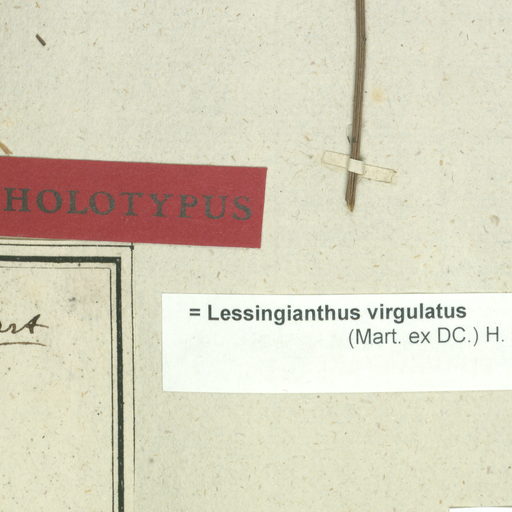 HOLOTYPUS
= Lessingianthus virgulatus
(Mart. ex DC.) H.